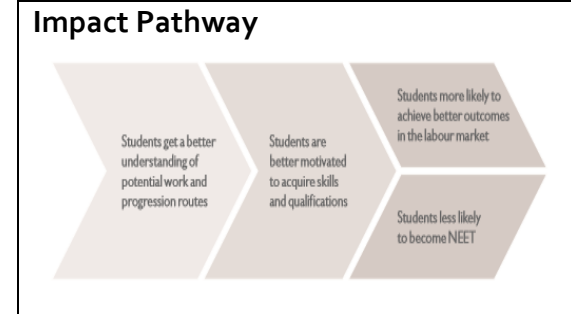 Impact Pathway
Students get a better
understanding of
potential work and
progression routes
Students are
better motivated
to acquire skills
and qualifications
Students more likely to
achieve better outcomes
in the labour market
Students less likely
to become NEET